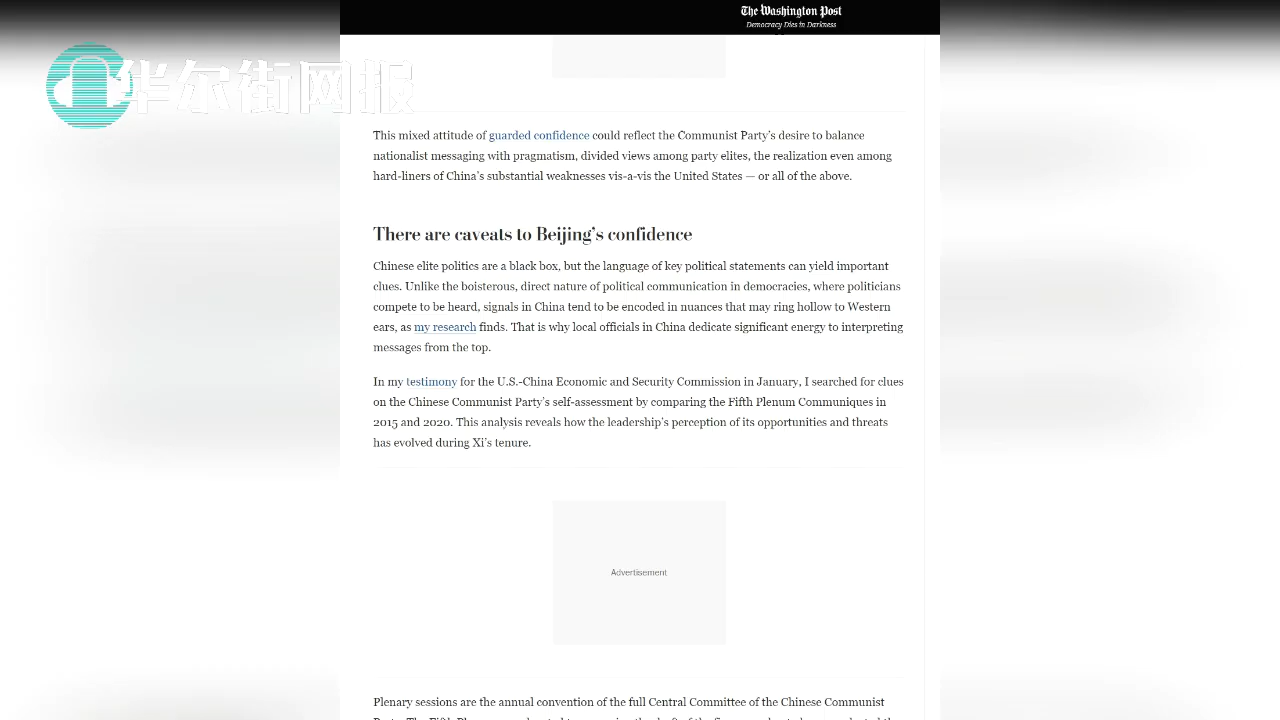 The Washington Post
Democracy Dies in Darkness
华尔街网报
This mixed attitude of guarded confidence could reflect the Communist Party's desire to balance
nationalist messaging with pragmatism, divided views among party elites, the realization even among
hard-liners of China's substantial weaknesses vis-a-vis the United States — or all of the above.
There are caveats to Beijing's confidence
Chinese elite politics are a black box, but the language of key political statements can yield important
clues. Unlike the boisterous, direct nature of political communication in democracies, where politicians
compete to be heard, signals in China tend to be encoded in nuances that may ring hollow to Western
ears, as my research finds. That is why local officials in China dedicate significant energy to interpreting
messages from the top.
In my testimony for the U.S.-China Economic and Security Commission in January, I searched for clues
on the Chinese Communist Party's self-assessment by comparing the Fifth Plenum Communiques in
2015 and 2020. This analysis reveals how the leadership's perception of its opportunities and threats
has evolved during Xi's tenure.
Advertisement
Plenary sessions are the annual convention of the full Central Committee of the Chinese Communist